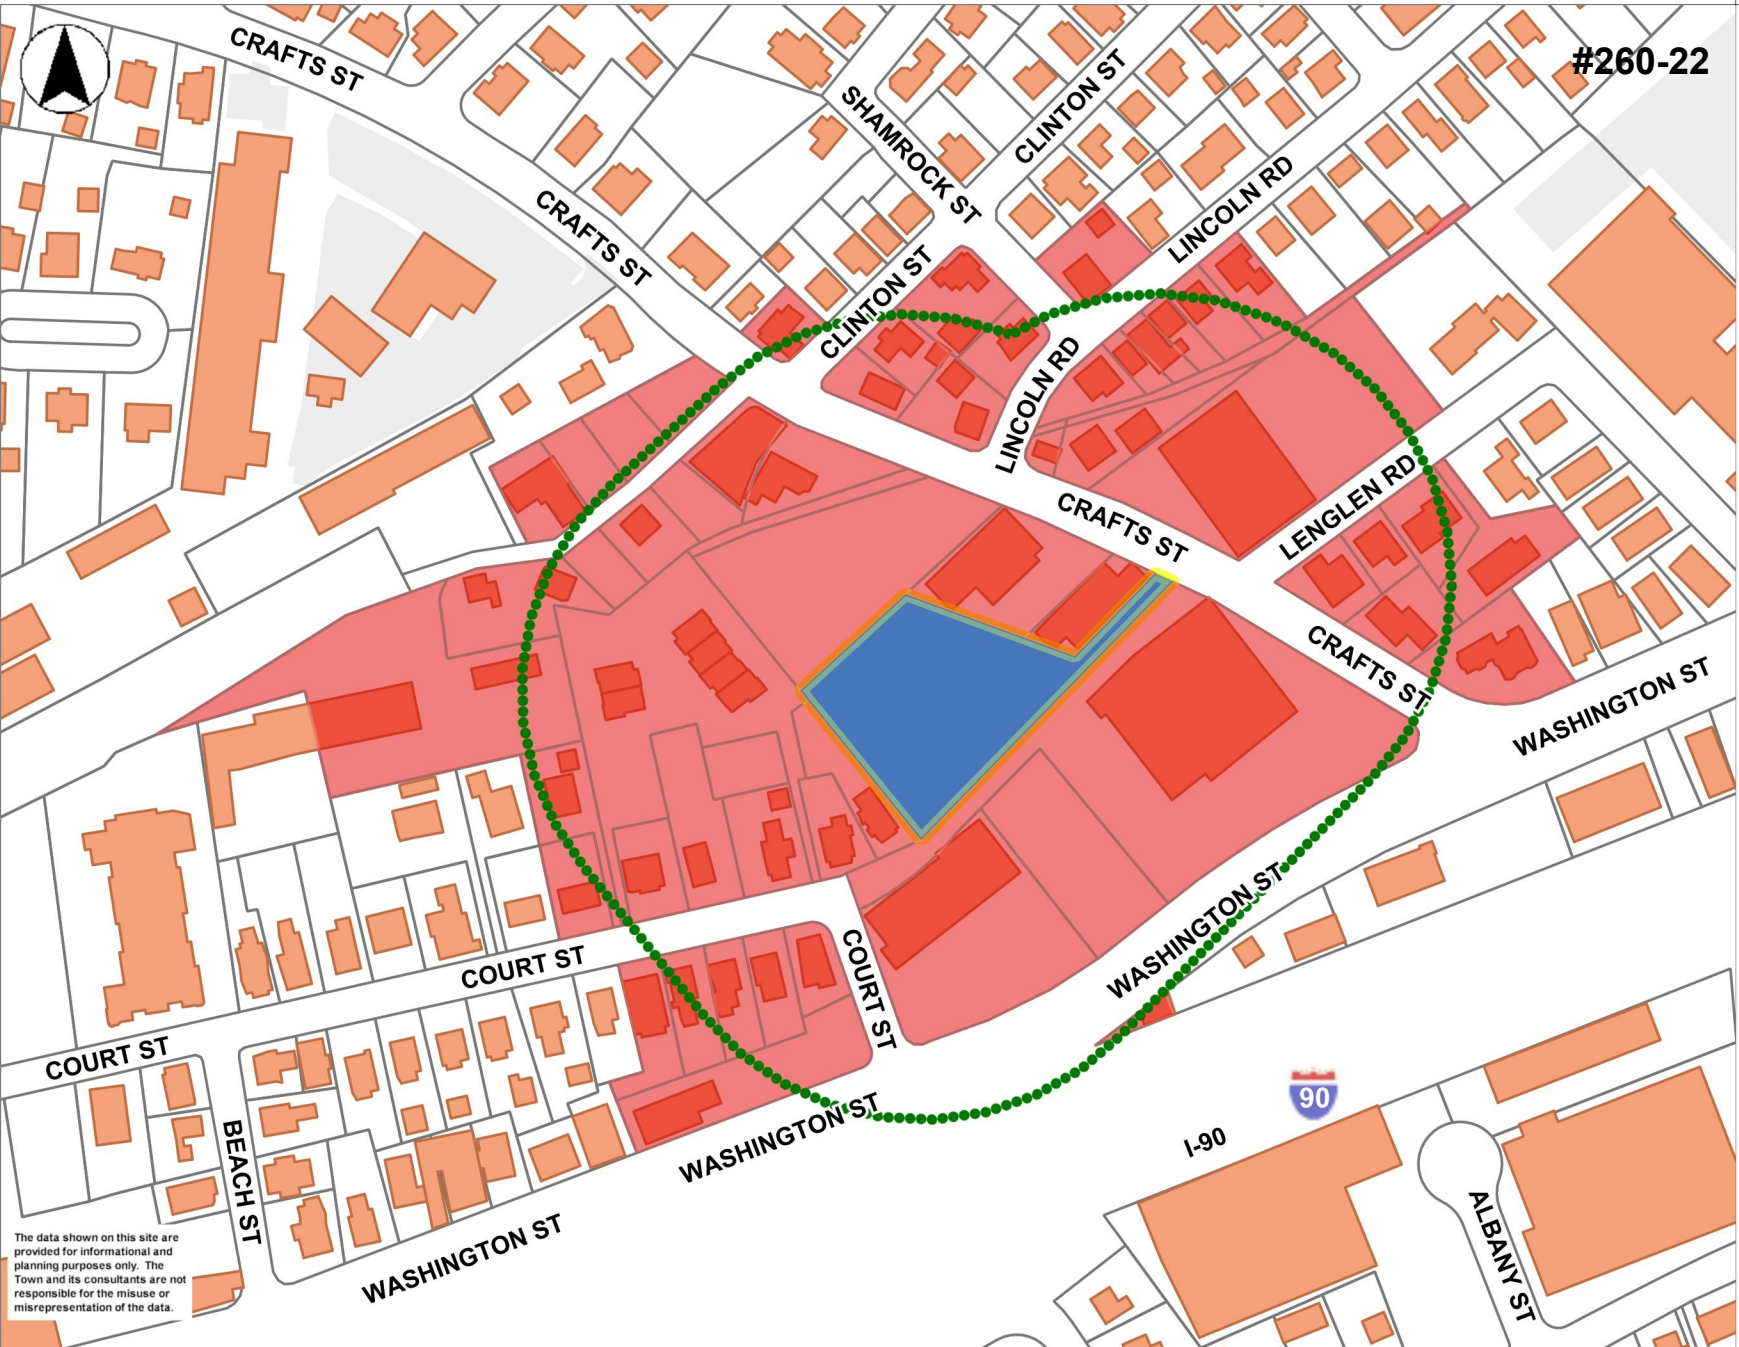 CRAFTS ST
#260-22
CLINTON ST
SHAMROCK ST
LINCOLN RD
CRAFTS ST
CLINTON ST
LINCOLN RD
CRAFTS ST
LENGLEN RD
CRAFTS ST
WASHINGTON ST
WASHINGTON ST
COURT ST
COURT ST
COURT ST
90
I-90
WASHINGTON ST
BEACH ST
WASHINGTON ST
ALBANY ST
The data shown on this site are
provided for informational and
planning purposes only. The
Town and its consultants are not
responsible for the misuse or
misrepresentation of the data.